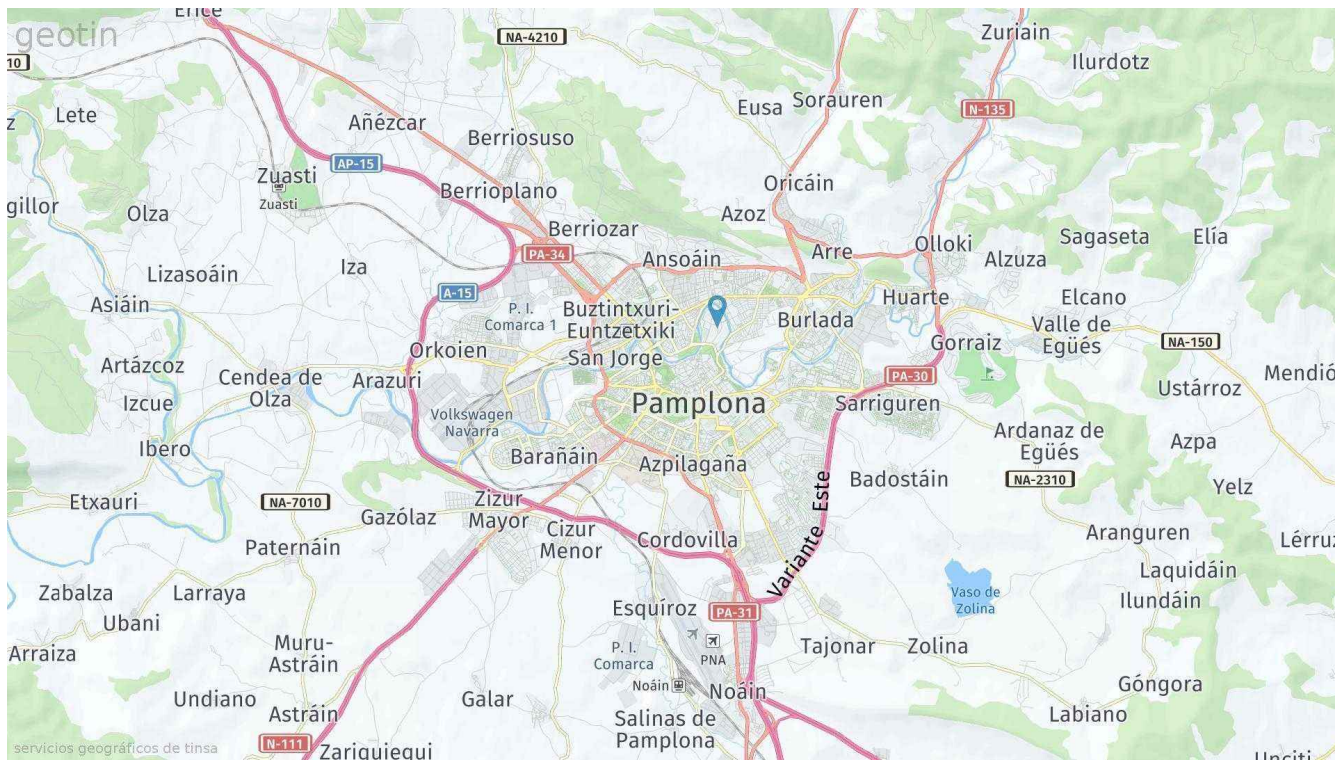 Erice
geotin
NA-4210
Zuriain
10
Ilurdotz
Eusa
Sorauren
N-135
Lete
Añézcar
Berriosuso
AP-15
Zuasti
Zuasti
Berrioplano
Oricáin
gillor
Olza
Azoz
Berriozar
PA-34
Ansoáin
Arre
Olloki
Sagaseta
Elía
Alzuza
Lizasoáin
Iza
A-15
Asiáin
P. I.
Comarca 1
Buztintxuri-
Euntzetxiki
Burlada
Huarte
Elcano
Valle de
Egüés
NA-150
Orkoien
San Jorge
Gorraiz
Artázcoz
Cendea de
Olza
Arazuri
PA-30
Mendió
Ustárroz
Izcue
Volkswagen
Navarra
Pamplona
Sarriguren
Ardanaz de
Egüés
Azpa
Ibero
Barañáin
Azpilagaña
Badostáin
NA-2310
Yelz
Etxauri
NA-7010
Gazólaz
Zizur
Mayor
Cizur
Menor
Cordovilla
Variante Este
Aranguren
Lérruz
Paternáin
Laquidáin
Ilundáin
Zabalza
Larraya
Vaso de
Zolina
Ubani
Esquíroz
PA-31
Arraiza
Muru-
Astráin
P. I.
Comarca
PNA
Tajonar
Zolina
Noáin
Noáin
Góngora
Undiano
Astráin
Galar
Labiano
Salinas de
Pamplona
N-111
Zariquiegui
servicios geográficos de tinsa
Unciti